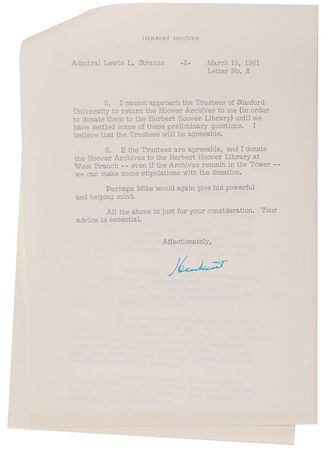 HERBERT HOOVER
Admiral Lewis L. Strauss -2- March 15, 1961
Letter No. 2
5. I cannot approach the Trustees of Stanford
University to return the Hoover Archives to me (in order
to donate them to the Herbert Hoover Library) until we
have settled some of these preliminary questions. I
believe that the Trustees will be agreeable.
6. If the Trustees are agreeable, and I donate
the Hoover Archives to the Herbert Hoover Library at
West Branch -- even if the Archives remain in the Tower --
we can make some stipulations with the donation.
Perhaps Mike would again give his powerful
and helping mind.
All the above is just for your consideration. Your
advice is essential.
Affectionately,
Herbert